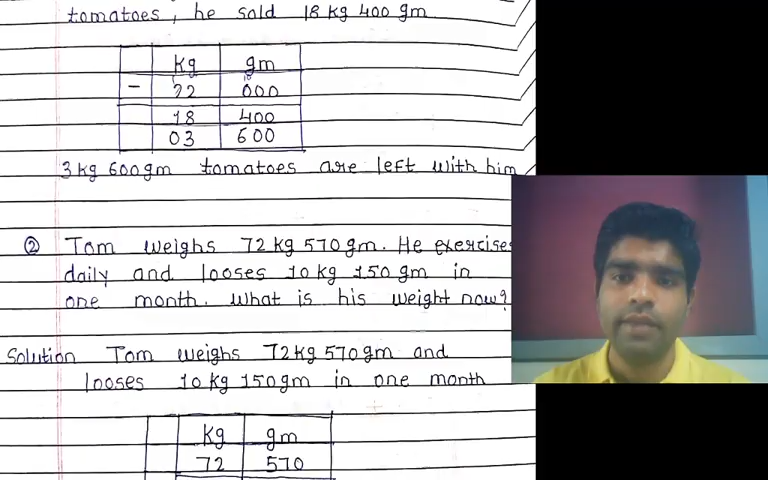 tomatoes, he sold 18 kg 400 gm
kg gm
- 22 000
18 400
03 600
3 kg 600 gm tomatoes are left with him
② Tom weighs 72 kg 570 gm. He exercises
daily and looses 10 kg 150 gm in
one month. What is his weight now?
Solution Tom weighs 72 kg 570 gm and
looses 10 kg 150 gm in one month
Kg gm
72 570